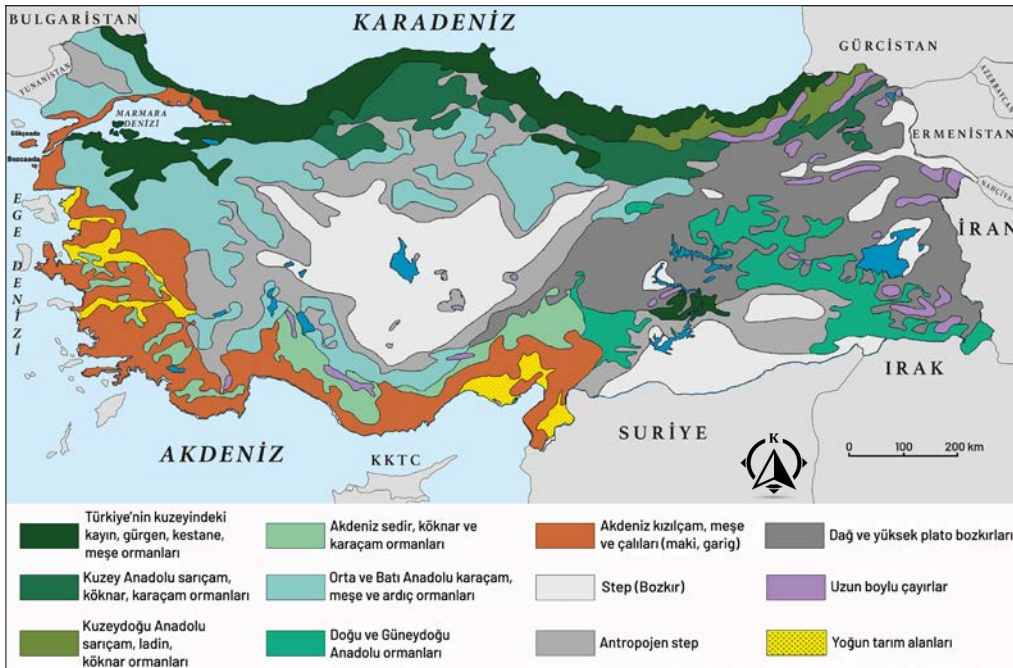 BULGARİSTAN
KARADENİZ
GÜRCİSTAN
YUNANİSTAN
AZERBAYCAN
MARMARA
DENİZİ
Gökçeada
Bozcaada
ERMENİSTAN
NAHÇIVAN
EGE DENİZİ
İRAN
IRAK
SURİYE
AKDENİZ
KKTC
K
0 100 200 km
Türkiye'nin kuzeyindeki
kayın, gürgen, kestane,
meşe ormanları
Akdeniz sedir, köknar ve
karaçam ormanları
Akdeniz kızılçam, meşe
ve çalıları (maki, garig)
Dağ ve yüksek plato bozkırları
Kuzey Anadolu sarıçam,
köknar, karaçam ormanları
Orta ve Batı Anadolu karaçam,
meşe ve ardıç ormanları
Step (Bozkır)
Uzun boylu çayırlar
Kuzeydoğu Anadolu
sarıçam, ladin,
köknar ormanları
Doğu ve Güneydoğu
Anadolu ormanları
Antropojen step
Yoğun tarım alanları